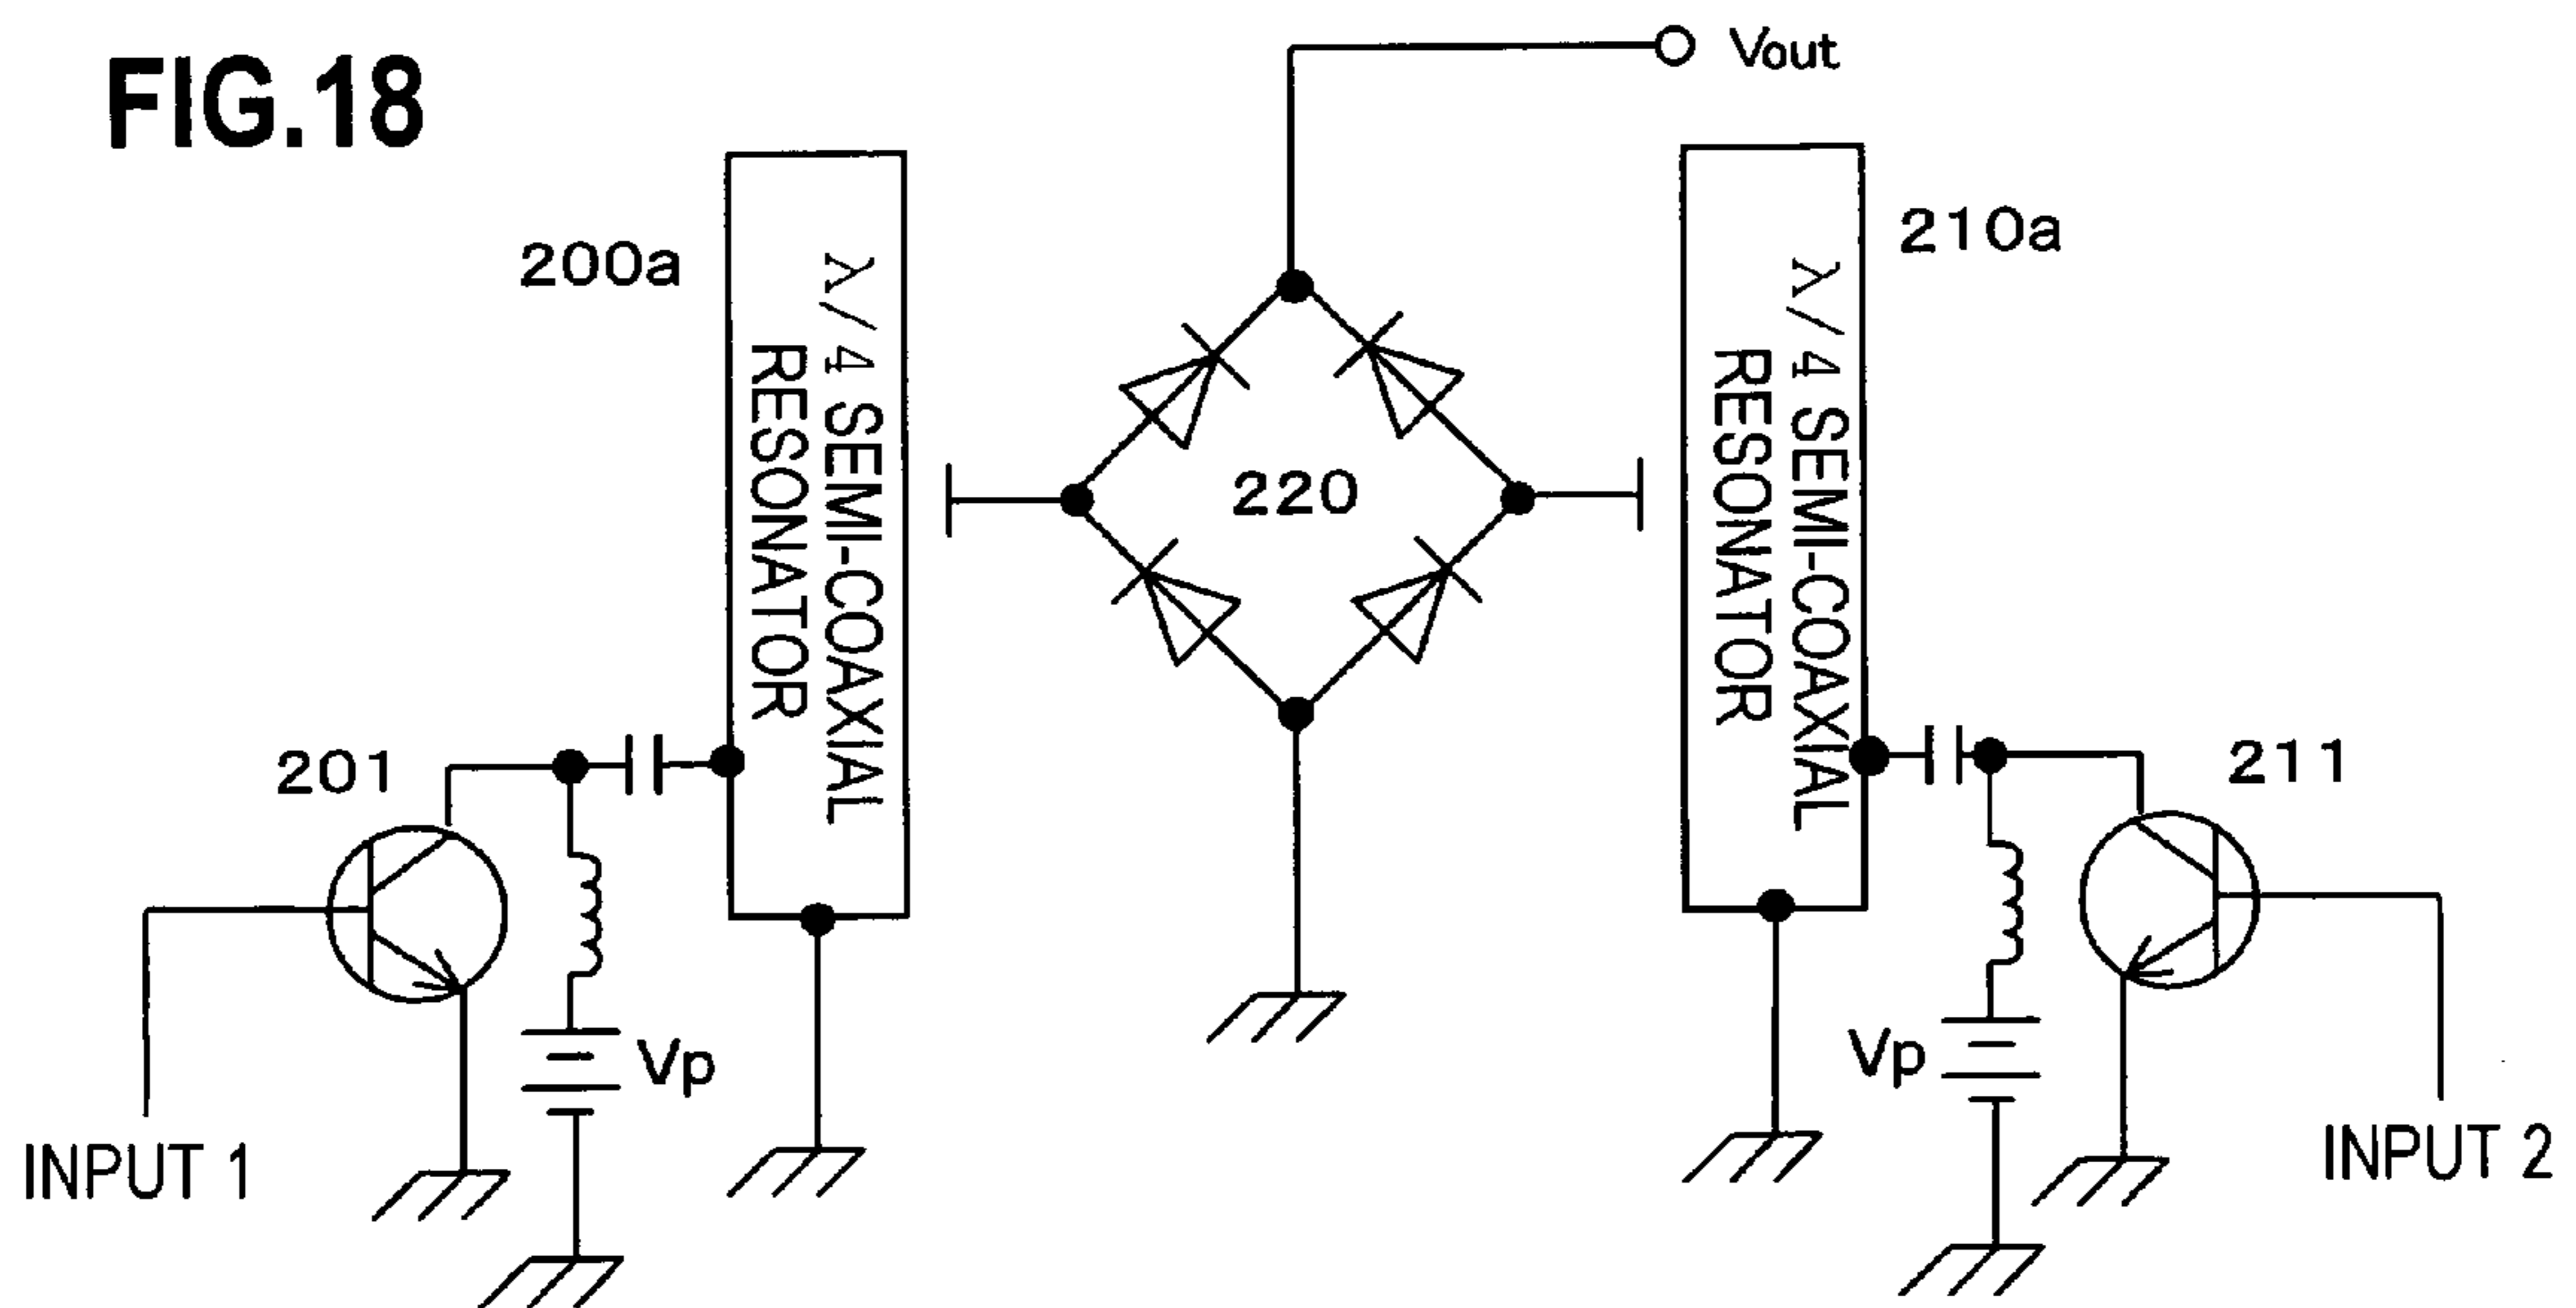 FIG.18
Vout
200a
λ/4 SEMI-COAXIAL
RESONATOR
220
210a
λ/4 SEMI-COAXIAL
RESONATOR
201
211
Vp
Vp
INPUT 1
INPUT 2